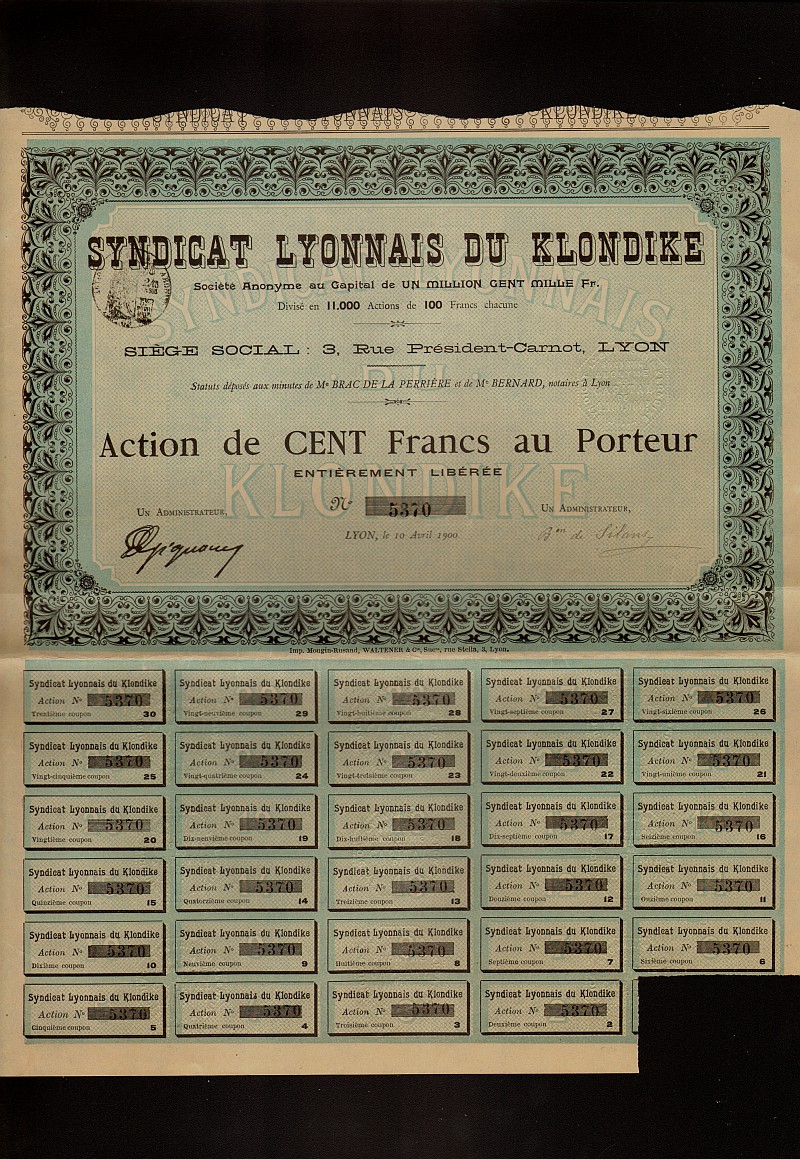 SYNDICAT LYONNAIS KLONDIKE
SYNDICAT LYONNAIS DU KLONDIKE
Société Anonyme au Capital de UN MILLION CENT MILLE Fr.
Divisé en 11.000 Actions de 100 Francs chacune
SIÈGE SOCIAL : 3, Rue Président-Carnot, LYON
Statuts déposés aux minutes de Me BRAC DE LA PERRIÈRE et de Me BERNARD, notaires à Lyon
SYNDICAT LYONNAIS
DU
KLONDIKE
Action de CENT Francs au Porteur
ENTIÈREMENT LIBÉRÉE
No 5370
UN ADMINISTRATEUR,
UN ADMINISTRATEUR,
LYON, le 10 Avril 1900
Bon de
Imp. Mougin-Rusand, WALTENER & Cie, Sucrs, rue Stella, 3, Lyon.
Syndicat Lyonnais du Klondike
Action No 5370
Trentième coupon 30
Syndicat Lyonnais du Klondike
Action No 5370
Vingt-neuvième coupon 29
Syndicat Lyonnais du Klondike
Action No 5370
Vingt-huitième coupon 28
Syndicat Lyonnais du Klondike
Action No 5370
Vingt-septième coupon 27
Syndicat Lyonnais du Klondike
Action No 5370
Vingt-sixième coupon 26
Syndicat Lyonnais du Klondike
Action No 5370
Vingt-cinquième coupon 25
Syndicat Lyonnais du Klondike
Action No 5370
Vingt-quatrième coupon 24
Syndicat Lyonnais du Klondike
Action No 5370
Vingt-troisième coupon 23
Syndicat Lyonnais du Klondike
Action No 5370
Vingt-deuxième coupon 22
Syndicat Lyonnais du Klondike
Action No 5370
Vingt-unième coupon 21
Syndicat Lyonnais du Klondike
Action No 5370
Vingtième coupon 20
Syndicat Lyonnais du Klondike
Action No 5370
Dix-neuvième coupon 19
Syndicat Lyonnais du Klondike
Action No 5370
Dix-huitième coupon 18
Syndicat Lyonnais du Klondike
Action No 5370
Dix-septième coupon 17
Syndicat Lyonnais du Klondike
Action No 5370
Seizième coupon 16
Syndicat Lyonnais du Klondike
Action No 5370
Quinzième coupon 15
Syndicat Lyonnais du Klondike
Action No 5370
Quatorzième coupon 14
Syndicat Lyonnais du Klondike
Action No 5370
Treizième coupon 13
Syndicat Lyonnais du Klondike
Action No 5370
Douzième coupon 12
Syndicat Lyonnais du Klondike
Action No 5370
Onzième coupon 11
Syndicat Lyonnais du Klondike
Action No 5370
Dixième coupon 10
Syndicat Lyonnais du Klondike
Action No 5370
Neuvième coupon 9
Syndicat Lyonnais du Klondike
Action No 5370
Huitième coupon 8
Syndicat Lyonnais du Klondike
Action No 5370
Septième coupon 7
Syndicat Lyonnais du Klondike
Action No 5370
Sixième coupon 6
Syndicat Lyonnais du Klondike
Action No 5370
Cinquième coupon 5
Syndicat Lyonnais du Klondike
Action No 5370
Quatrième coupon 4
Syndicat Lyonnais du Klondike
Action No 5370
Troisième coupon 3
Syndicat Lyonnais du Klondike
Action No 5370
Deuxième coupon 2